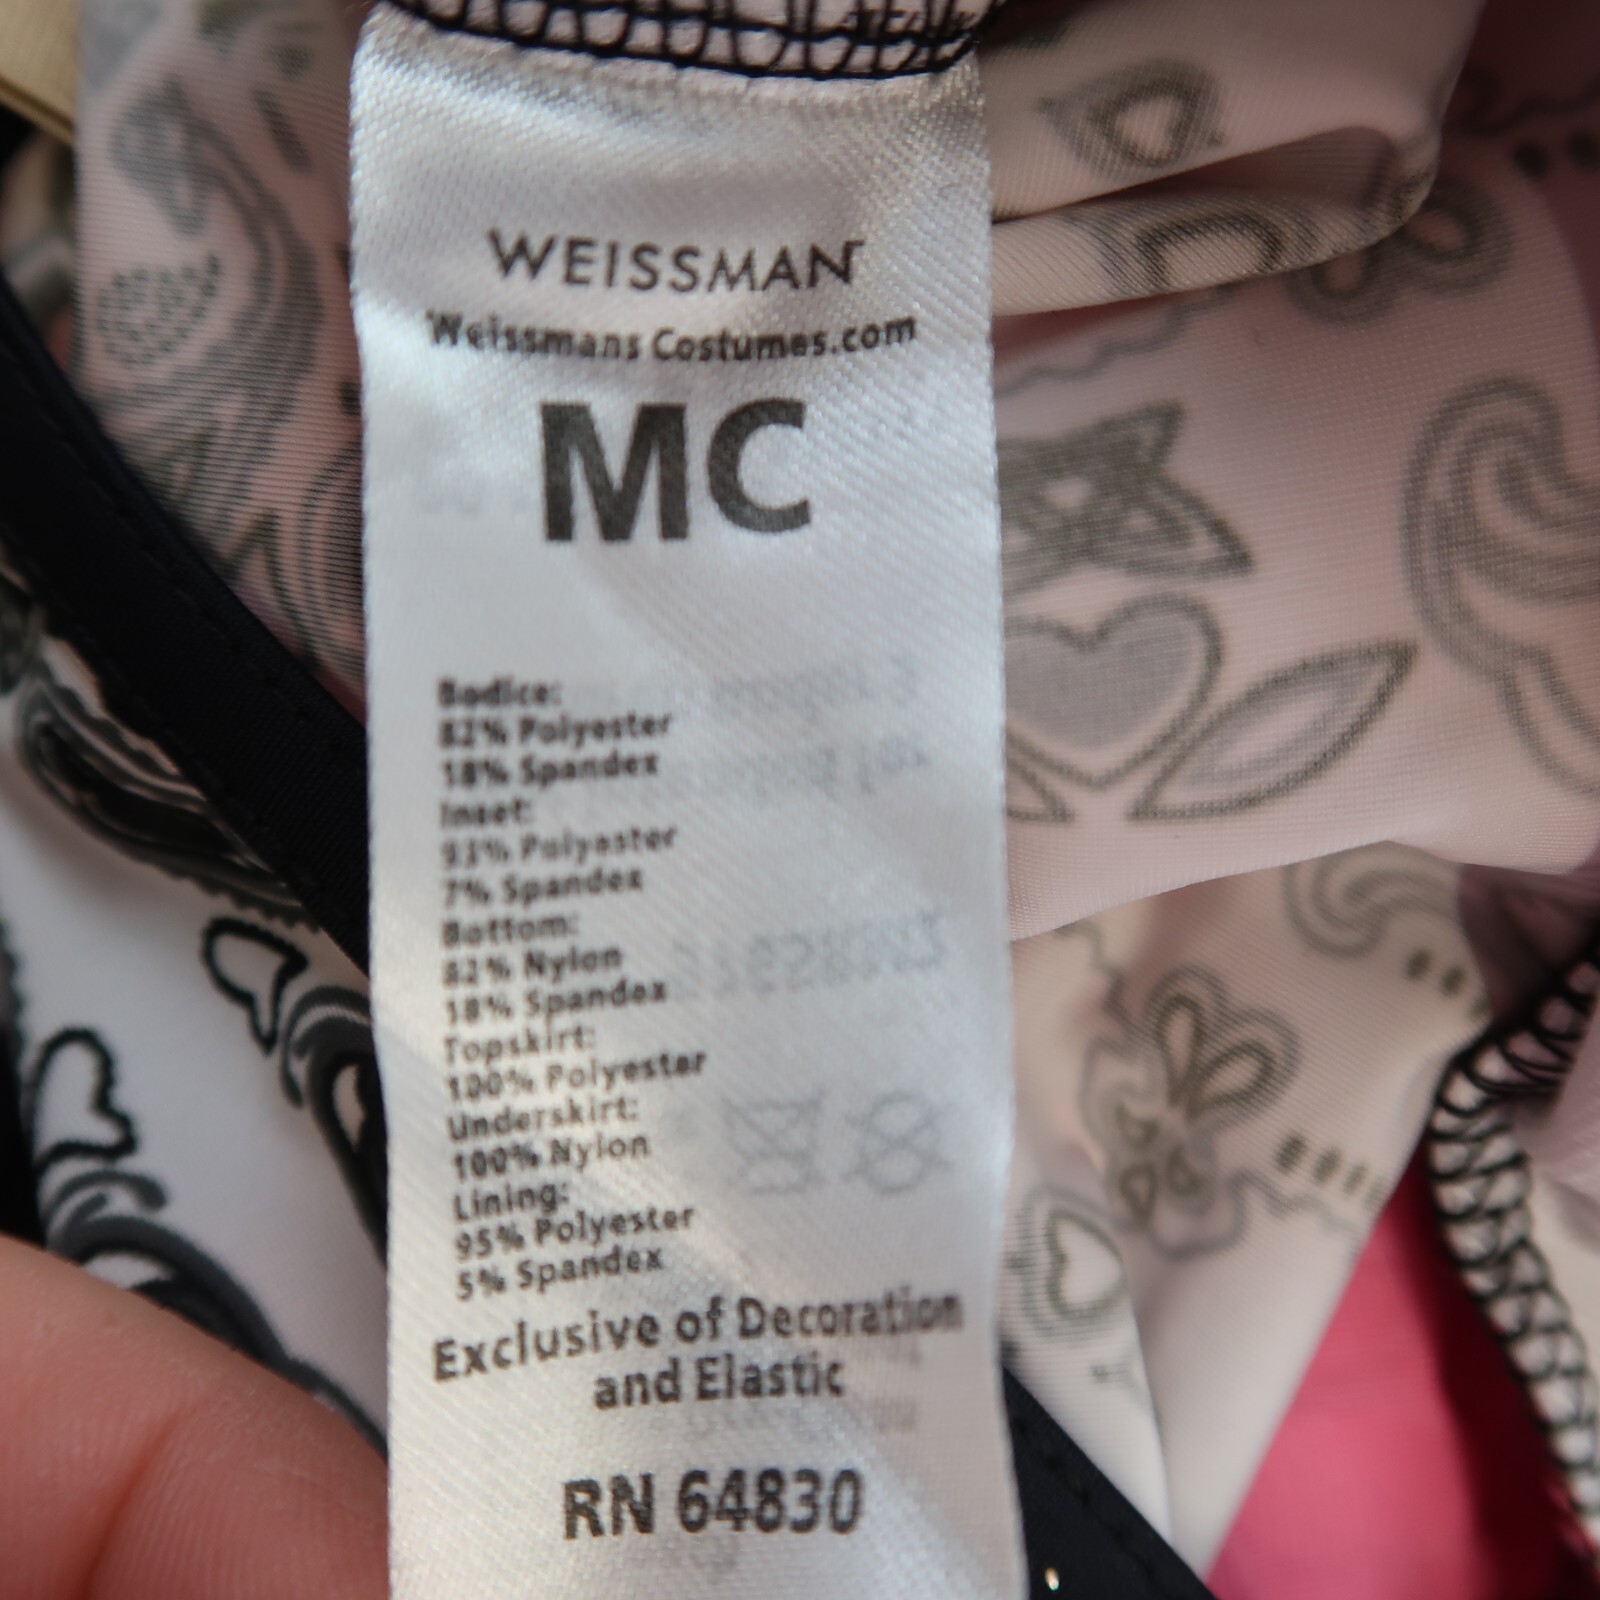 WEISSMAN
Weissmans Costumes.com
MC
Bodice:
82% Polyester
18% Spandex
Inset:
93% Polyester
7% Spandex
Bottom:
82% Nylon
18% Spandex
Topskirt:
100% Polyester
Underskirt:
100% Nylon
Lining:
95% Polyester
5% Spandex
Exclusive of Decoration
and Elastic
RN 64830